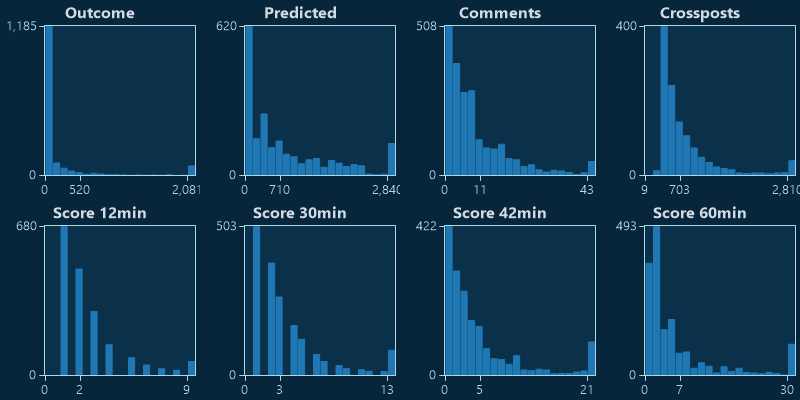 Outcome
1,185
0
0 520 2,081
Predicted
620
0
0 710 2,840
Comments
508
0
0 11 43
Crossposts
400
0
9 703 2,810
Score 12min
680
0
0 2 9
Score 30min
503
0
0 3 13
Score 42min
422
0
0 5 21
Score 60min
493
0
0 7 30